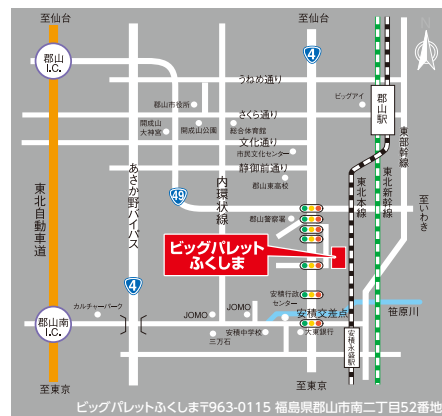 至仙台
至仙台
郡山
I.C.
4
うねめ通り
郡山市役所
ビッグアイ
郡山駅
さくら通り
開成山
大神宮
開成山公園
総合体育館
文化通り
市民文化センター
東部幹線
静御前通り
郡山東高校
東北自動車道
あさか野バイパス
49
内環状線
東北本線
東北新幹線
至いわき
郡山警察署
ビッグパレット
ふくしま
4
安積行政
センター
カルチャーパーク
JOMO
JOMO
安積交差点
笹原川
郡山南
I.C.
三万石
安積中学校
大東銀行
安積永盛駅
至東京
至東京
ビッグパレットふくしま〒963-0115 福島県郡山市南二丁目52番地